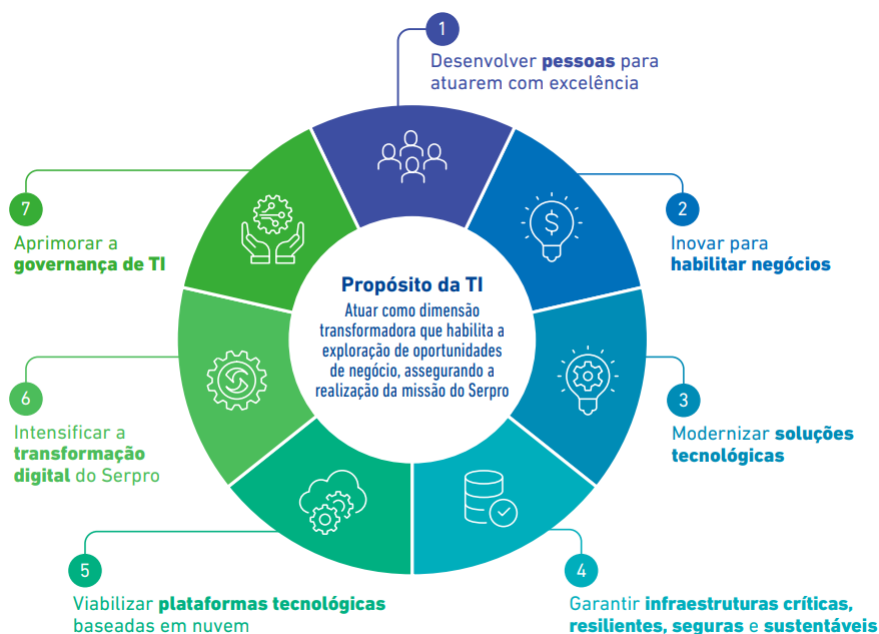 1
Desenvolver pessoas para
atuarem com excelência
2
Inovar para
habilitar negócios
3
Modernizar soluções
tecnológicas
4
Garantir infraestruturas críticas,
resilientes, seguras e sustentáveis
5
Viabilizar plataformas tecnológicas
baseadas em nuvem
6
Intensificar a
transformação
digital do Serpro
7
Aprimorar a
governança de TI
$
Propósito da TI
Atuar como dimensão
transformadora que habilita a
exploração de oportunidades
de negócio, assegurando a
realização da missão do Serpro